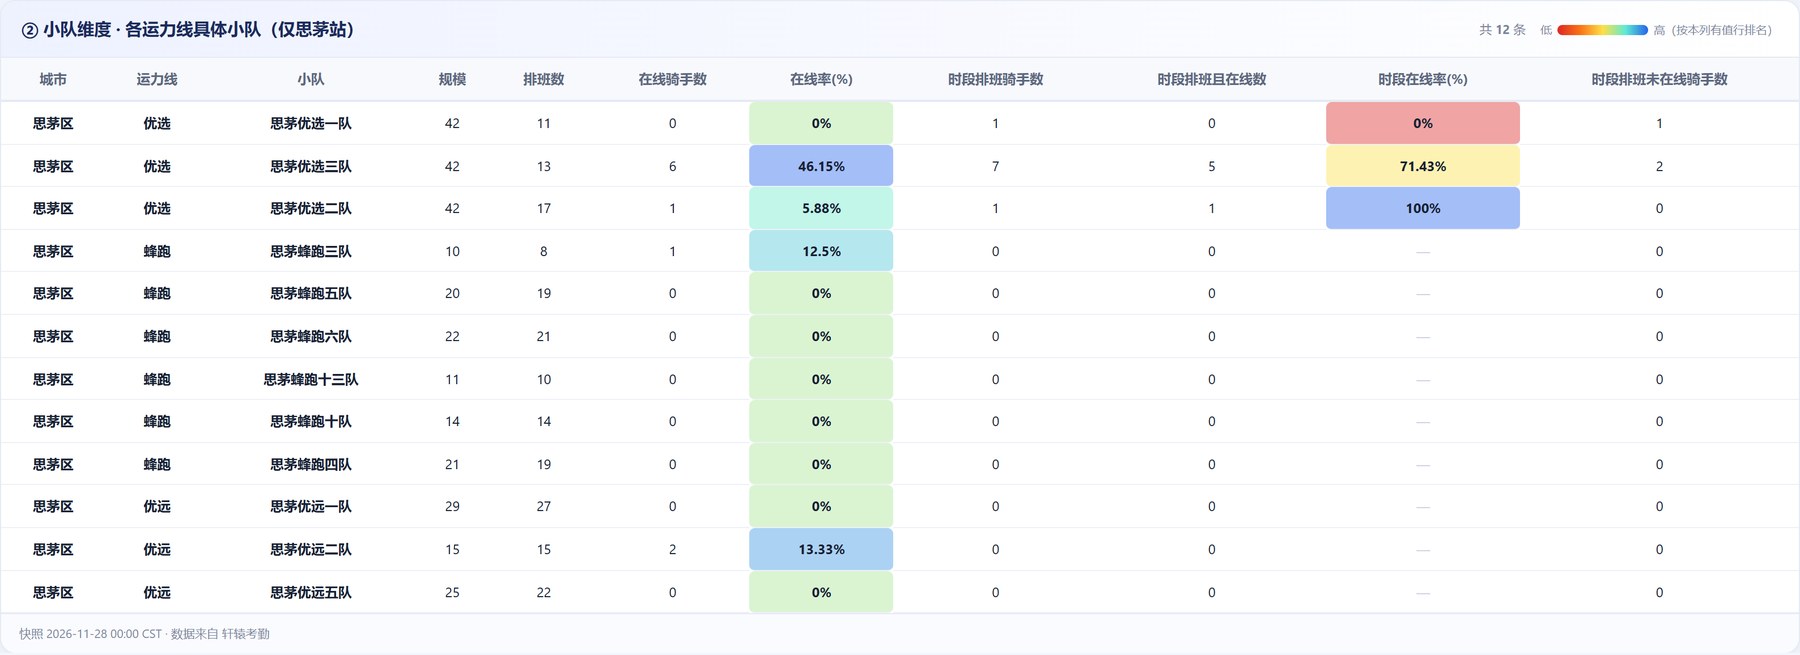 ② 小队维度 · 各运力线具体小队（仅思茅站）
共 12 条 低 高 (按本列有值行排名)
城市 运力线 小队 规模 排班数 在线骑手数 在线率(%) 时段排班骑手数 时段排班且在线数 时段在线率(%) 时段排班未在线骑手数
思茅区 优选 思茅优选一队 42 11 0 0% 1 0 0% 1
思茅区 优选 思茅优选三队 42 13 6 46.15% 7 5 71.43% 2
思茅区 优选 思茅优选二队 42 17 1 5.88% 1 1 100% 0
思茅区 蜂跑 思茅蜂跑三队 10 8 1 12.5% 0 0 — 0
思茅区 蜂跑 思茅蜂跑五队 20 19 0 0% 0 0 — 0
思茅区 蜂跑 思茅蜂跑六队 22 21 0 0% 0 0 — 0
思茅区 蜂跑 思茅蜂跑十三队 11 10 0 0% 0 0 — 0
思茅区 蜂跑 思茅蜂跑十队 14 14 0 0% 0 0 — 0
思茅区 蜂跑 思茅蜂跑四队 21 19 0 0% 0 0 — 0
思茅区 优远 思茅优远一队 29 27 0 0% 0 0 — 0
思茅区 优远 思茅优远二队 15 15 2 13.33% 0 0 — 0
思茅区 优远 思茅优远五队 25 22 0 0% 0 0 — 0
快照 2026-11-28 00:00 CST · 数据来自 轩辕考勤